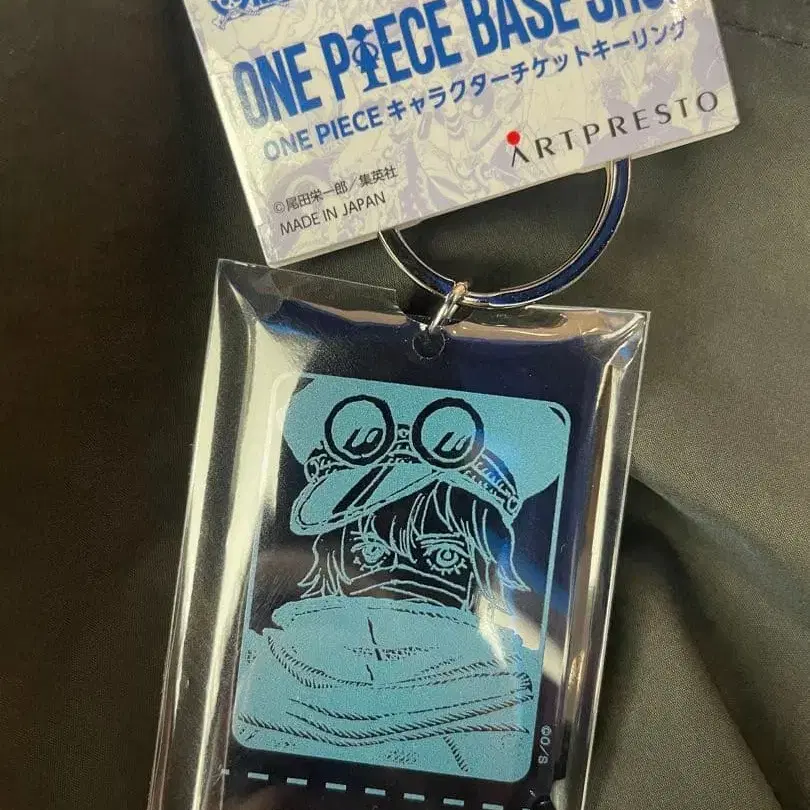 ONE PIECE BASE SHO
ONE PIECE キャラクターチケットキーリング
ARTPRESTO
©尾田栄一郎／集英社
MADE IN JAPAN
S/O©